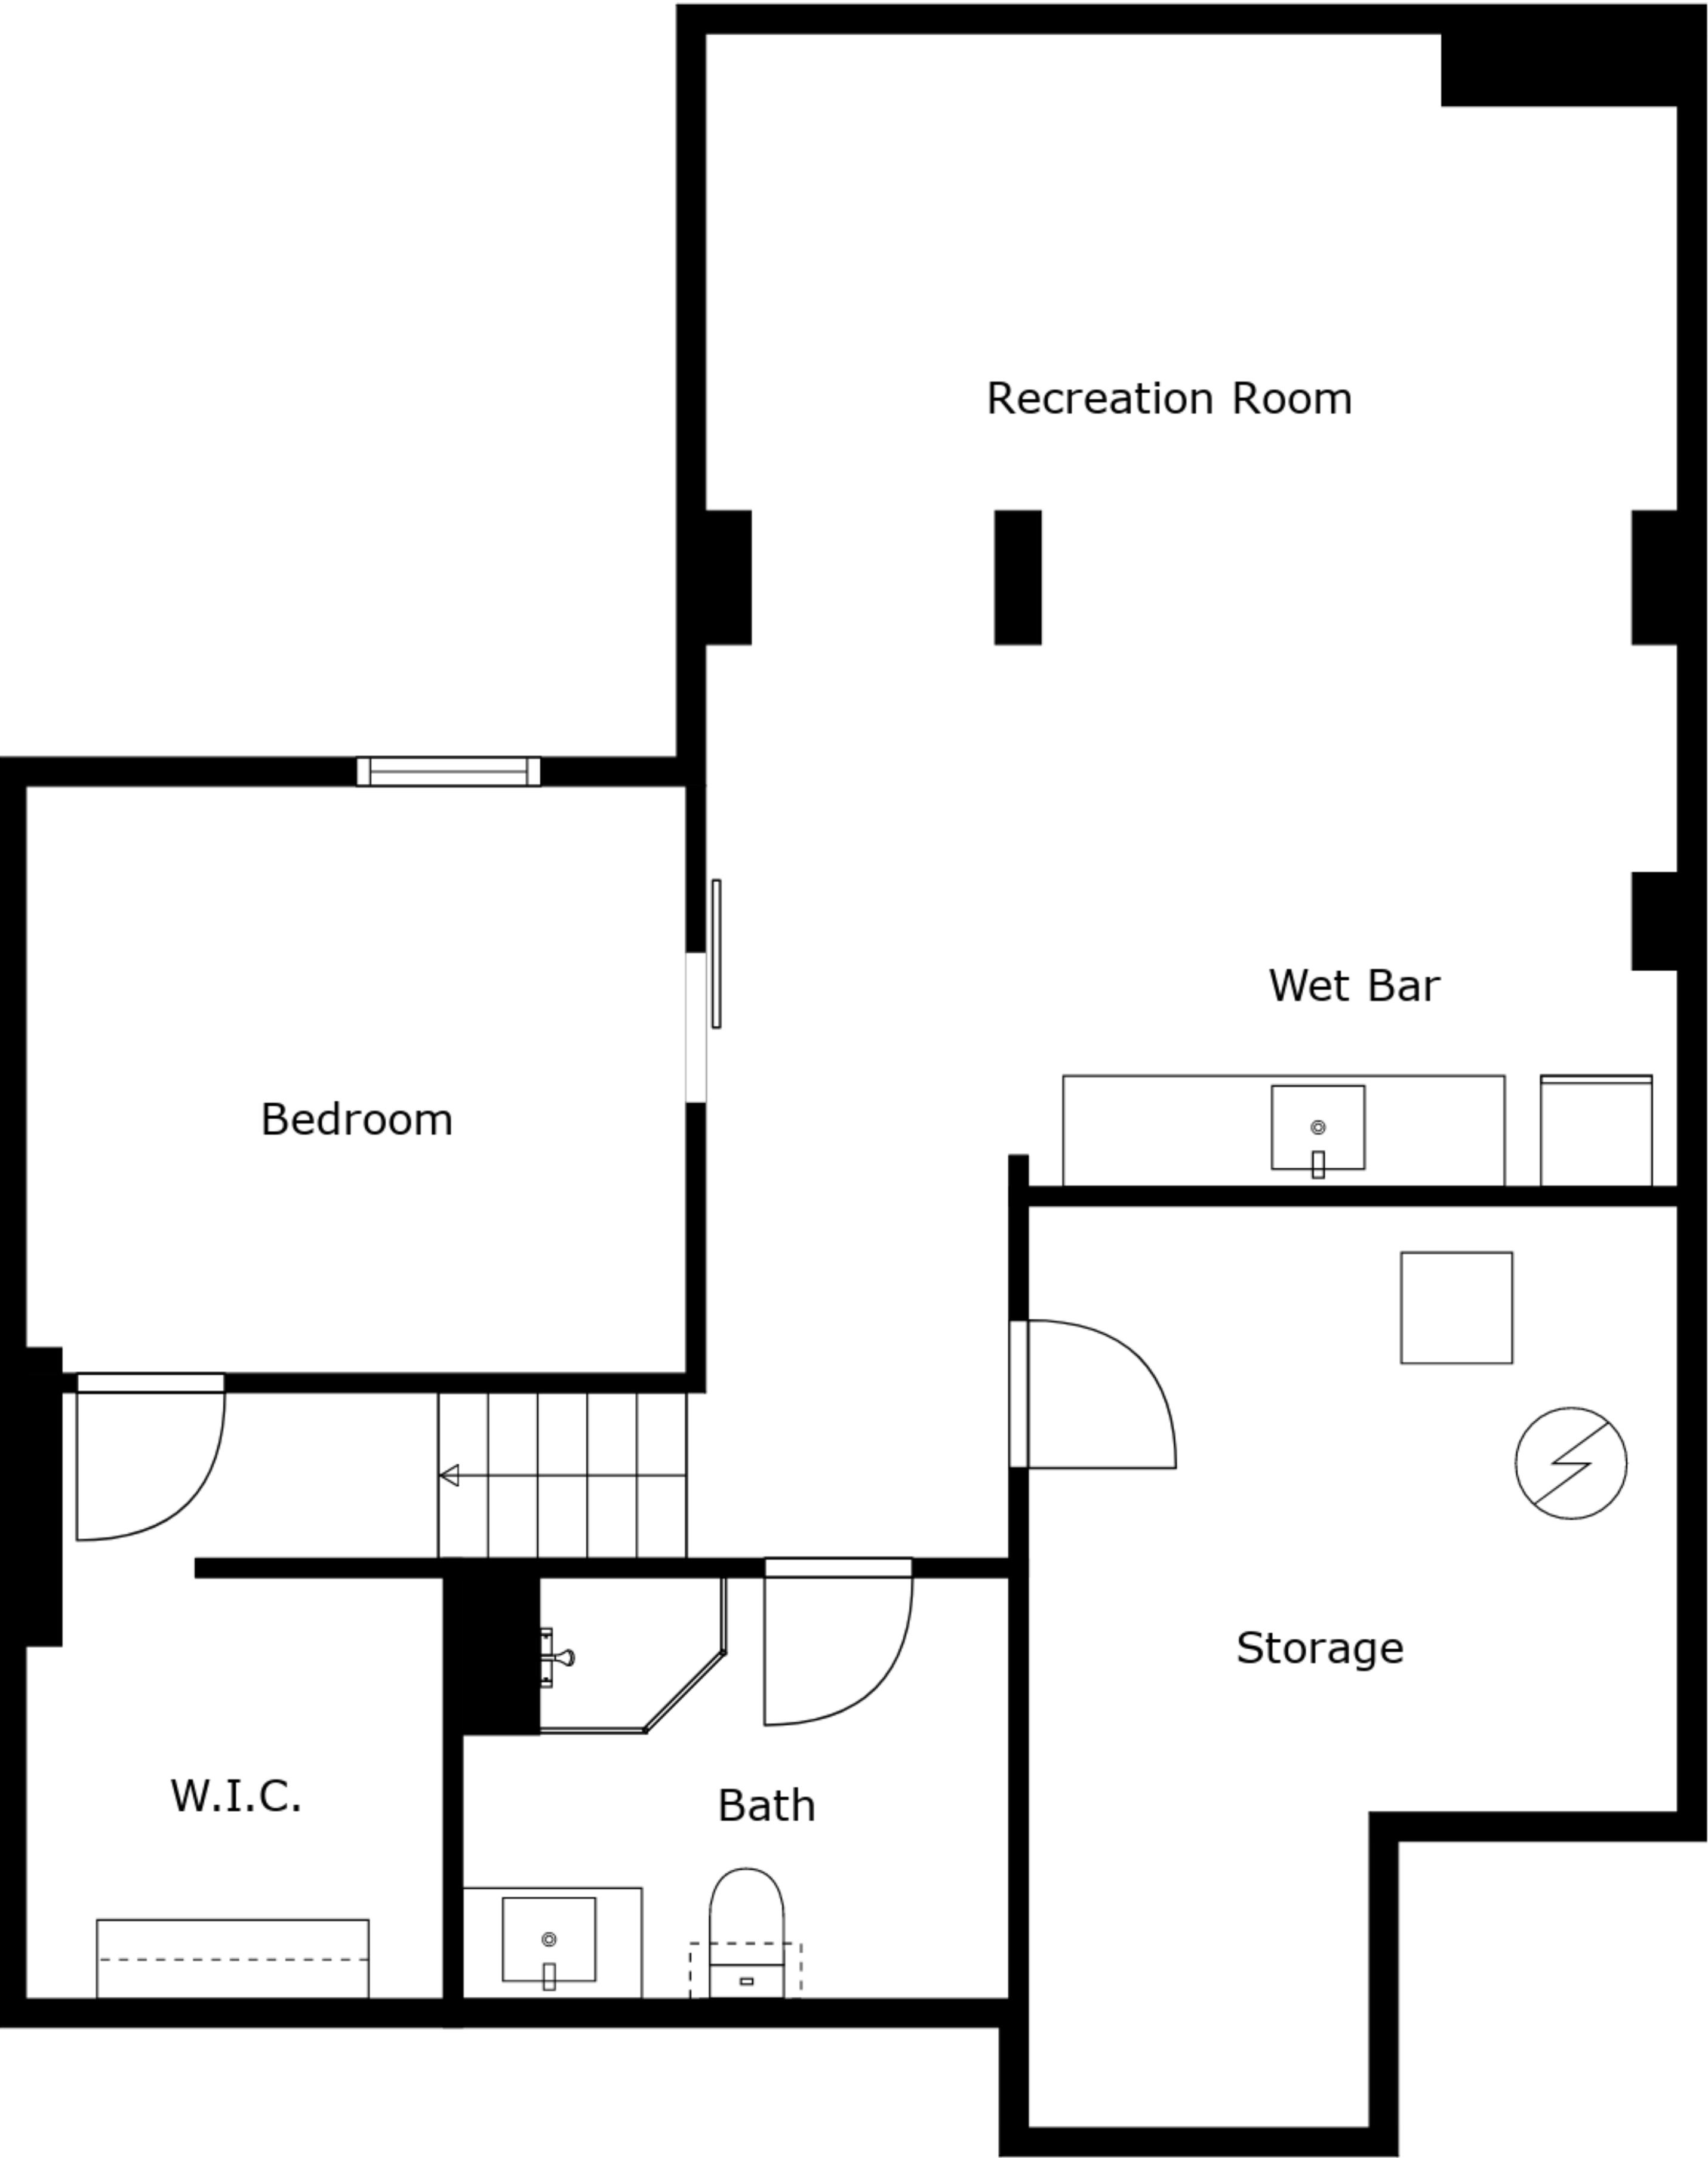 Recreation Room
Wet Bar
Bedroom
Storage
W.I.C.
Bath